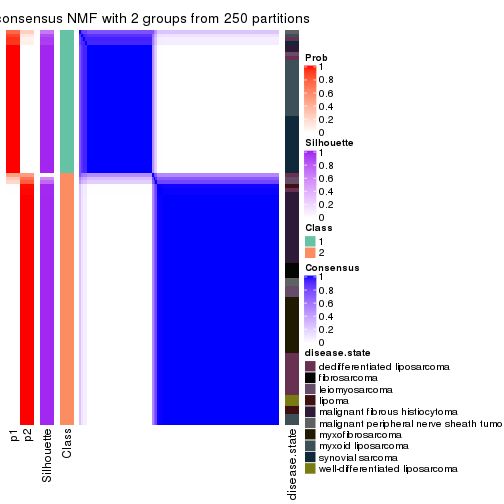 consensus NMF with 2 groups from 250 partitions
Prob
1
0.8
0.6
0.4
0.2
0
Silhouette
1
0.8
0.6
0.4
0.2
0
Class
1
2
Consensus
1
0.8
0.6
0.4
0.2
0
disease.state
dedifferentiated liposarcoma
fibrosarcoma
leiomyosarcoma
lipoma
malignant fibrous histiocytoma
malignant peripheral nerve sheath tumo
myxofibrosarcoma
myxoid liposarcoma
synovial sarcoma
well-differentiated liposarcoma
p1
p2
Silhouette
Class
disease.state